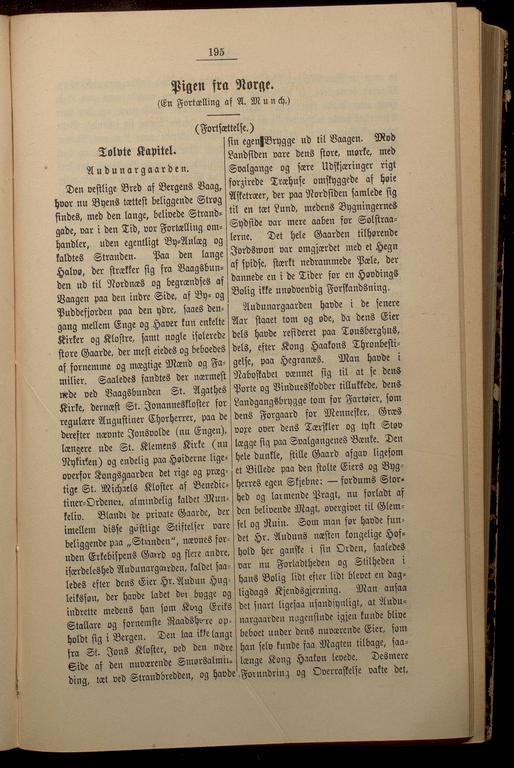 195
Pigen fra Norge.
(En Fortælling af A. Munch.)
(Fortsættelse.)
Tolvte Kapitel.
Audunargaarden.
Den vestlige Bred af Bergens Vaag,
hvor nu Byens tættest beliggende Strøg
findes, med den lange, belivede Strand-
gade, var i den Tid, vor Fortælling om-
handler, uden egentligt By-Anlæg og
kaldtes Stranden. Paa den lange
Halvø, der strækker sig fra Vaagsbun-
den ud til Nordnæs og begrændses af
Vaagen paa den indre Side, af By- og
Puddefjorden paa den ydre, saaes den-
gang mellem Enge og Haver kun enkelte
Kirker og Klostre, samt nogle isolerede
store Gaarde, der mest eiedes og beboedes
af fornemme og mægtige Mænd og Fa-
milier. Saaledes fandtes der nærmest
nede ved Vaagsbunden St. Agathes
Kirke, dernæst St. Johanneskloster for
regulære Augustiner Chorherrer, paa de
derefter nævnte Jonsvolde (nu Engen),
længere ude St. Klemens Kirke (nu
Nykirken) og endelig paa Høiderne lige-
overfor Kongsgaarden det rige og præg-
tige St. Michaels Kloster af Benedic-
tiner-Ordenen, almindelig kaldet Mun-
keliv. Blandt de private Gaarde, der
imellem disse gjöstlige Stiftelser vare
beliggende paa „Stranden“, nævnes for-
uden Erkebispens Gaard og flere andre,
isærdeleshed Audunargaarden, kaldet saa-
ledes efter dens Eier Hr. Audun Hug-
leiksøn, der havde ladet den bygge og
indrette medens han som Kong Eriks
Stallare og fornemste Raadsherre op-
holdt sig i Bergen. Den laa ikke langt
fra St. Jons Kloster, ved den ndre
Side af den nuværende Smørsalmin-
ding, tæt ved Strandbredden, og havde
sin egen Brygge ud til Vaagen. Mod
Landsiden vare dens store, mørke, med
Svalgange og sære Udskjæringer rigt
forzirede Træhuse omskyggede af høie
Asketræer, der paa Nordsiden samlede sig
til en tæt Lund, medens Bygningernes
Sydside var mere aaben for Solstraa-
lerne. Det hele Gaarden tilhørende
Jordsmon var omgjærdet med et Hegn
af spidse, stærkt nedrammede Pæle, der
dannede en i de Tider for en Høvdings
Bolig ikke unødvendig Forskandsning.
Audunargaarden havde i de senere
Aar staaet tom og øde, da dens Eier
dels havde resideret paa Tønsberghus,
dels, efter Kong Haakons Thronbesti-
gelse, paa Hegranæs. Man havde i
Naboskabet vænnet sig til at se dens
Porte og Vindueskodder tillukkede, dens
Landgangsbrygge tom for Fartøier, som
dens Forgaard for Mennesker. Græs
voxe over dens Tærskler og tykt Støv
lægge sig paa Svalgangenes Bænke. Den
hele dunkle, stille Gaard afgav ligesom
et Billede paa den stolte Eiers og Byg-
herres egen Skjebne: — fordums Stor-
hed og larmende Pragt, nu forladt af
den belivende Magt, overgivet til Glem-
sel og Ruin. Som man før havde fun-
det Hr. Auduns næsten kongelige Hof-
hold her ganske i sin Orden, saaledes
var nu Forladtheden og Stilheden i
hans Bolig lidt efter lidt blevet en dag-
ligdags Kjendsgjerning. Man ansaa
det snart ligesaa usandsynligt, at Audu-
nargaarden nogensinde igjen kunde blive
beboet under dens nuværende Eier, som
han selv kunde faa Magten tilbage, saa-
længe Kong Haakon levede. Desmere
Forundring og Overraskelse vakte det,